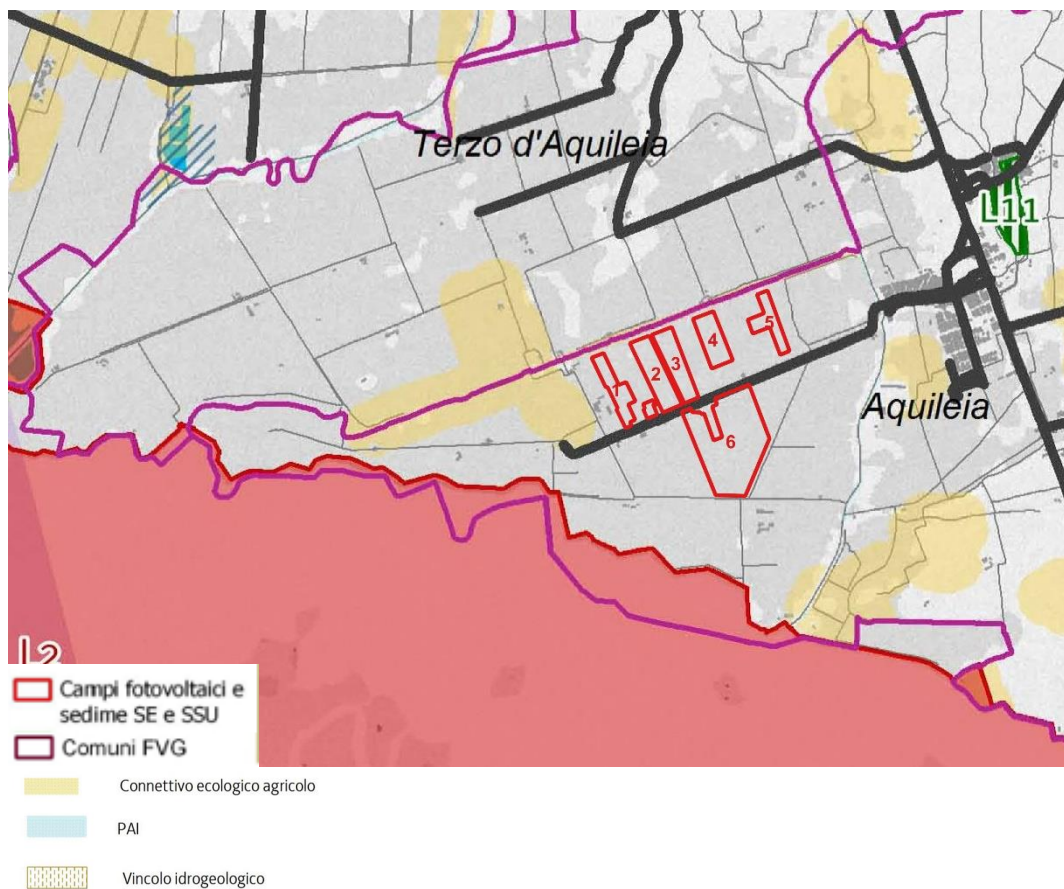 Terzo d'Aquileia
L11
5
4
3
2
1
Aquileia
6
L2
Campi fotovoltaici e
sedime SE e SSU
Comuni FVG
Connettivo ecologico agricolo
PAI
Vincolo idrogeologico